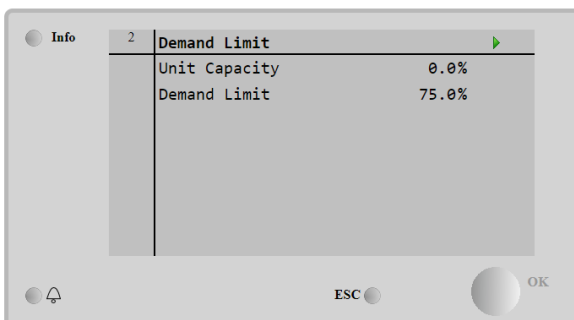 Info
2 Demand Limit
Unit Capacity 0.0%
Demand Limit 75.0%
ESC
OK